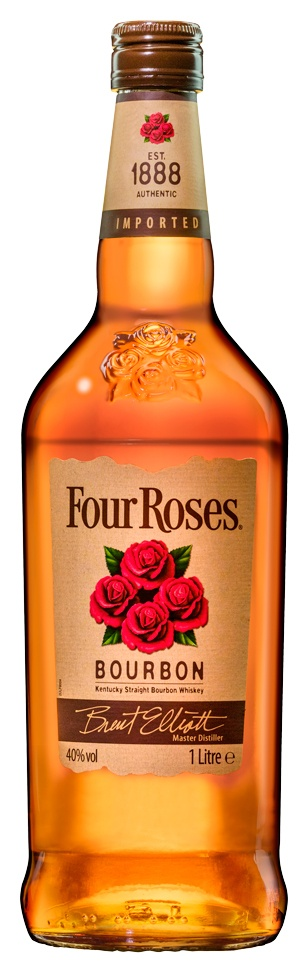 EST.
1888
AUTHENTIC
IMPORTED
Four Roses®
BOURBON
Kentucky Straight Bourbon Whiskey
Brent Elliott
Master Distiller
40% vol 1 Litre ℮